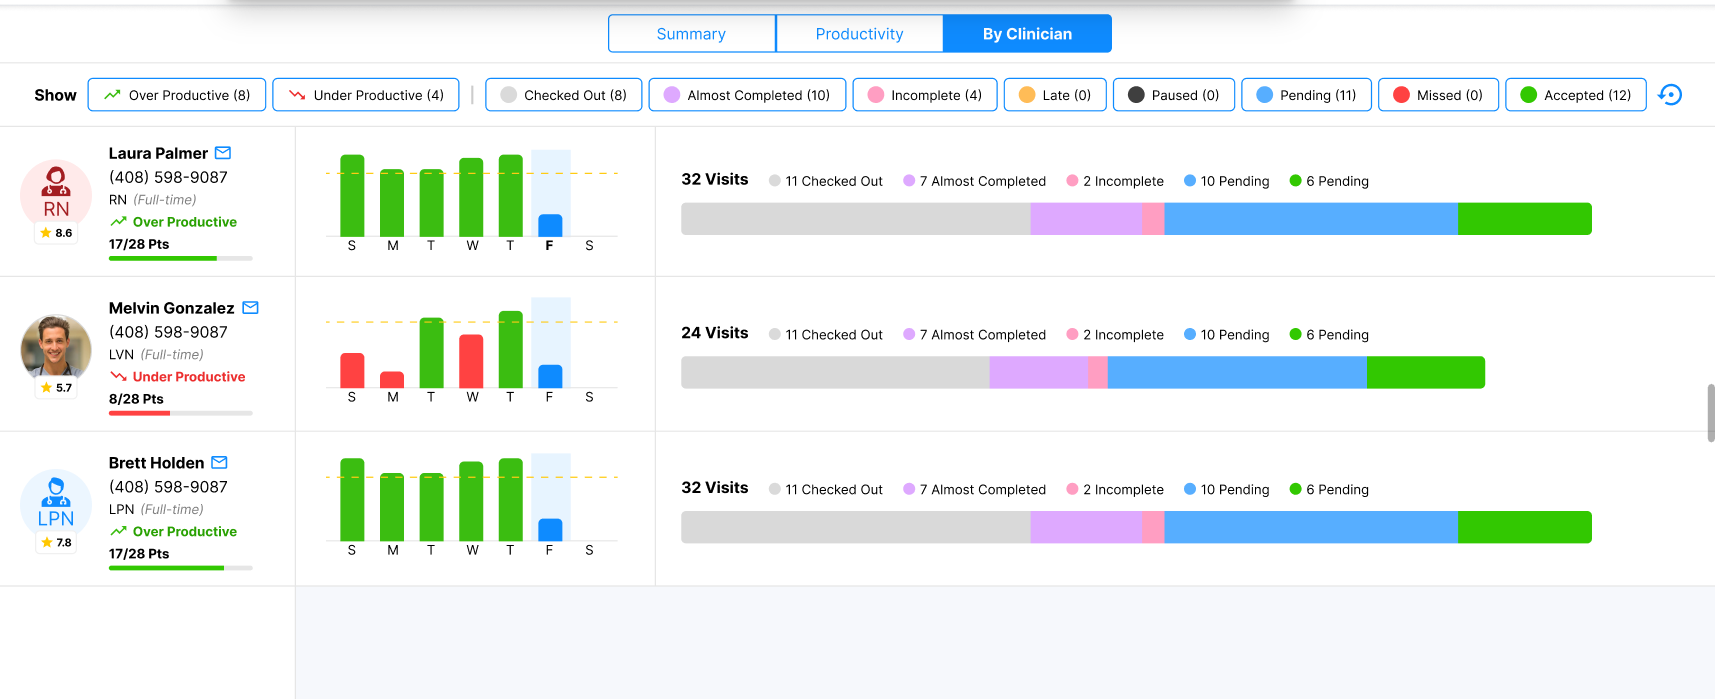 Summary Productivity By Clinician
Show Over Productive (8) Under Productive (4) | Checked Out (8) Almost Completed (10) Incomplete (4) Late (0) Paused (0) Pending (11) Missed (0) Accepted (12)
Laura Palmer
(408) 598-9087
RN (Full-time)
Over Productive
17/28 Pts
RN
8.6
S M T W T F S
32 Visits 11 Checked Out 7 Almost Completed 2 Incomplete 10 Pending 6 Pending
Melvin Gonzalez
(408) 598-9087
LVN (Full-time)
Under Productive
8/28 Pts
5.7
S M T W T F S
24 Visits 11 Checked Out 7 Almost Completed 2 Incomplete 10 Pending 6 Pending
Brett Holden
(408) 598-9087
LPN (Full-time)
Over Productive
17/28 Pts
LPN
7.8
S M T W T F S
32 Visits 11 Checked Out 7 Almost Completed 2 Incomplete 10 Pending 6 Pending